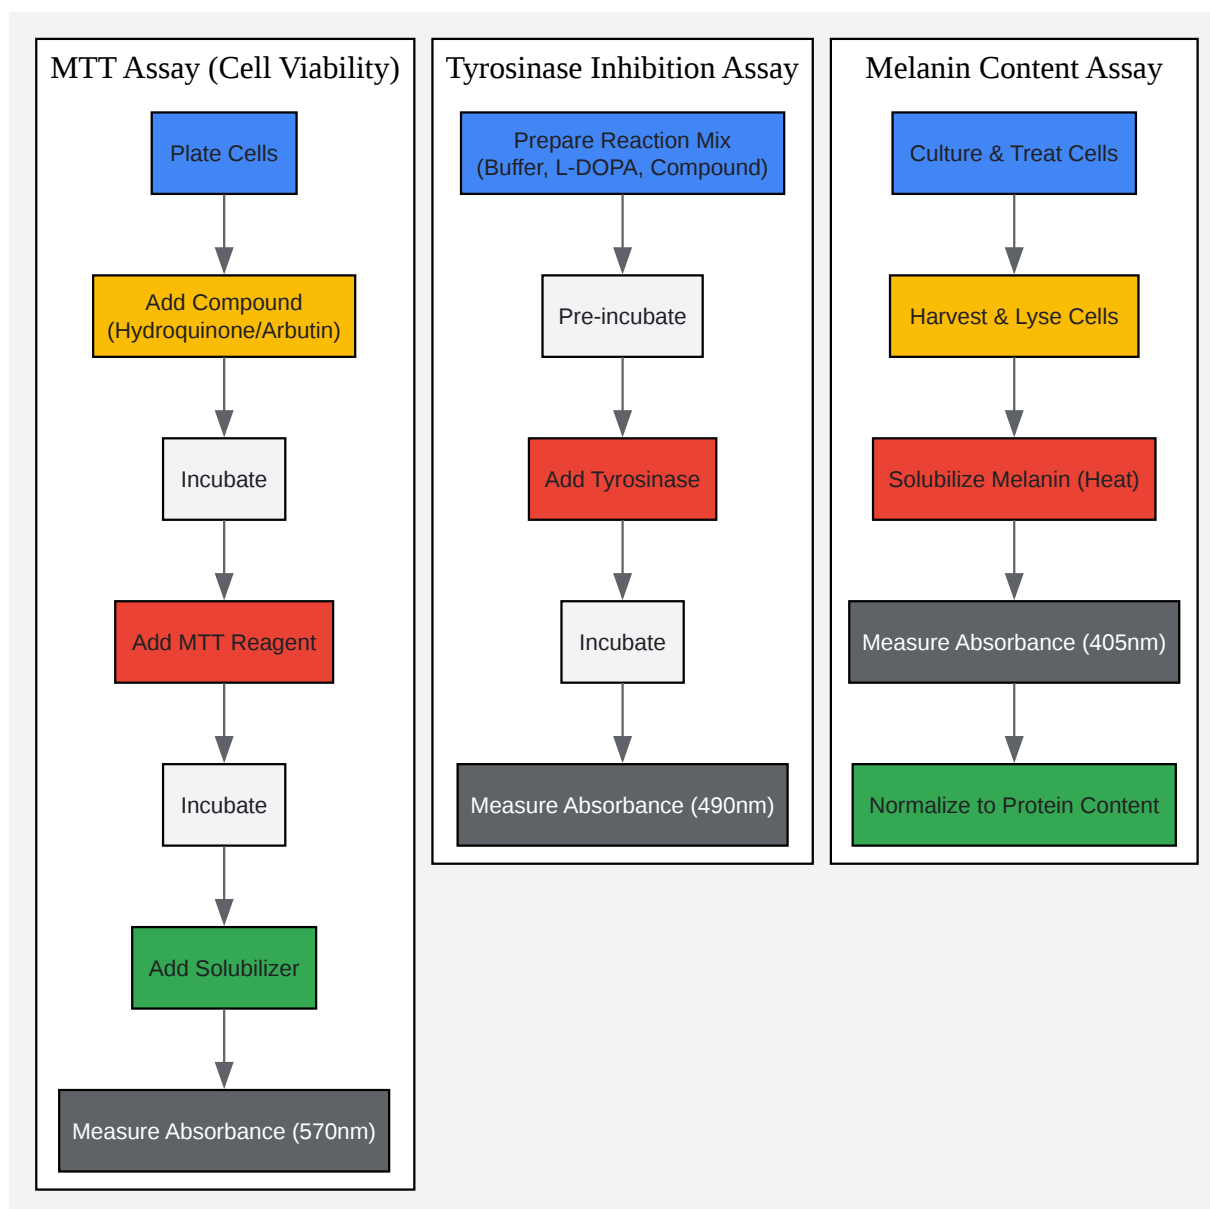 MTT Assay (Cell Viability)
Plate Cells
Add Compound
(Hydroquinone/Arbutin)
Incubate
Add MTT Reagent
Incubate
Add Solubilizer
Measure Absorbance (570nm)
Tyrosinase Inhibition Assay
Prepare Reaction Mix
(Buffer, L-DOPA, Compound)
Pre-incubate
Add Tyrosinase
Incubate
Measure Absorbance (490nm)
Melanin Content Assay
Culture & Treat Cells
Harvest & Lyse Cells
Solubilize Melanin (Heat)
Measure Absorbance (405nm)
Normalize to Protein Content